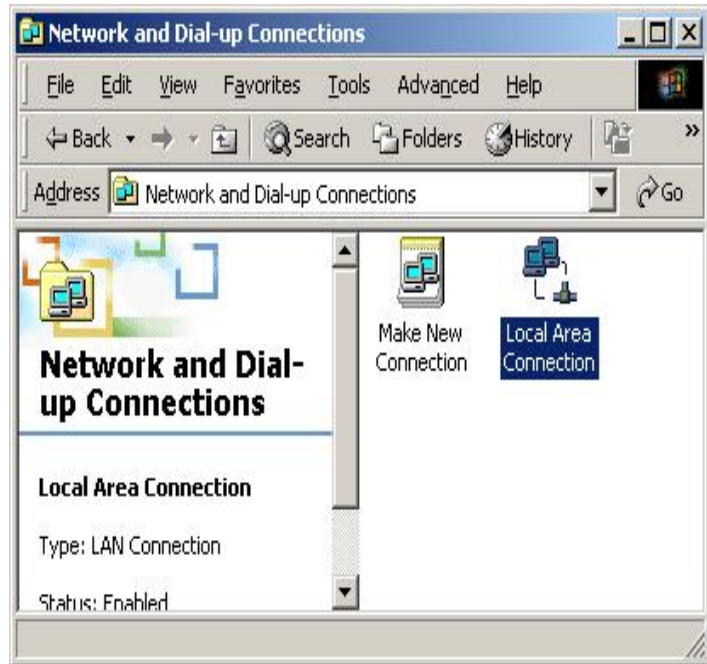 Network and Dial-up Connections
File Edit View Favorites Tools Advanced Help
Back Search Folders History »
Address Network and Dial-up Connections Go
Network and Dial-
up Connections
Local Area Connection
Type: LAN Connection
Status: Enabled
Make New
Connection
Local Area
Connection